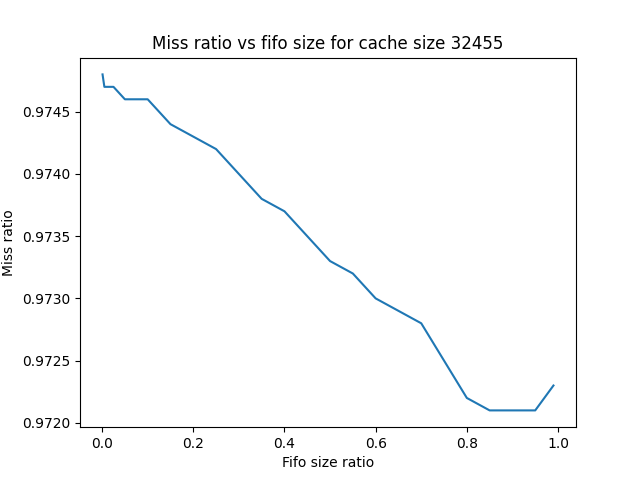 Miss ratio vs fifo size for cache size 32455
Miss ratio
0.9745
0.9740
0.9735
0.9730
0.9725
0.9720
0.0 0.2 0.4 0.6 0.8 1.0
Fifo size ratio